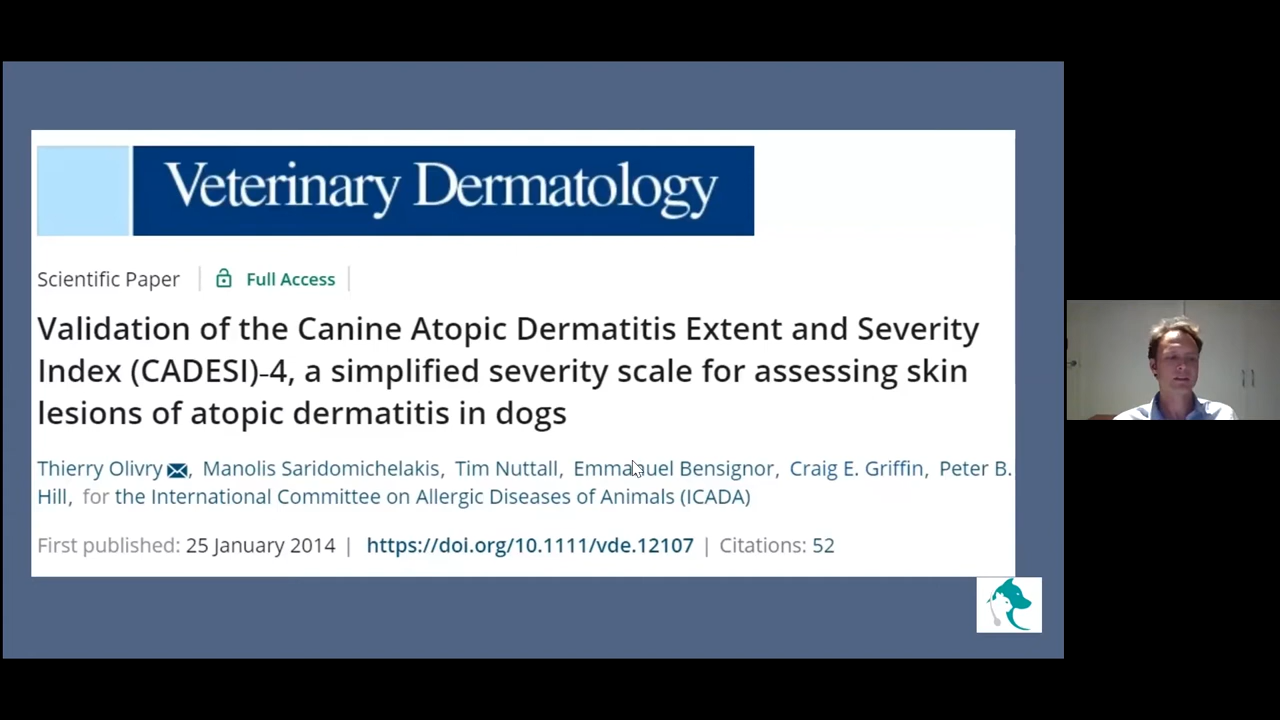 Veterinary Dermatology
Scientific Paper | Full Access |
Validation of the Canine Atopic Dermatitis Extent and Severity
Index (CADESI)-4, a simplified severity scale for assessing skin
lesions of atopic dermatitis in dogs
Thierry Olivry, Manolis Saridomichelakis, Tim Nuttall, Emmanuel Bensignor, Craig E. Griffin, Peter B.
Hill, for the International Committee on Allergic Diseases of Animals (ICADA)
First published: 25 January 2014 | https://doi.org/10.1111/vde.12107 | Citations: 52